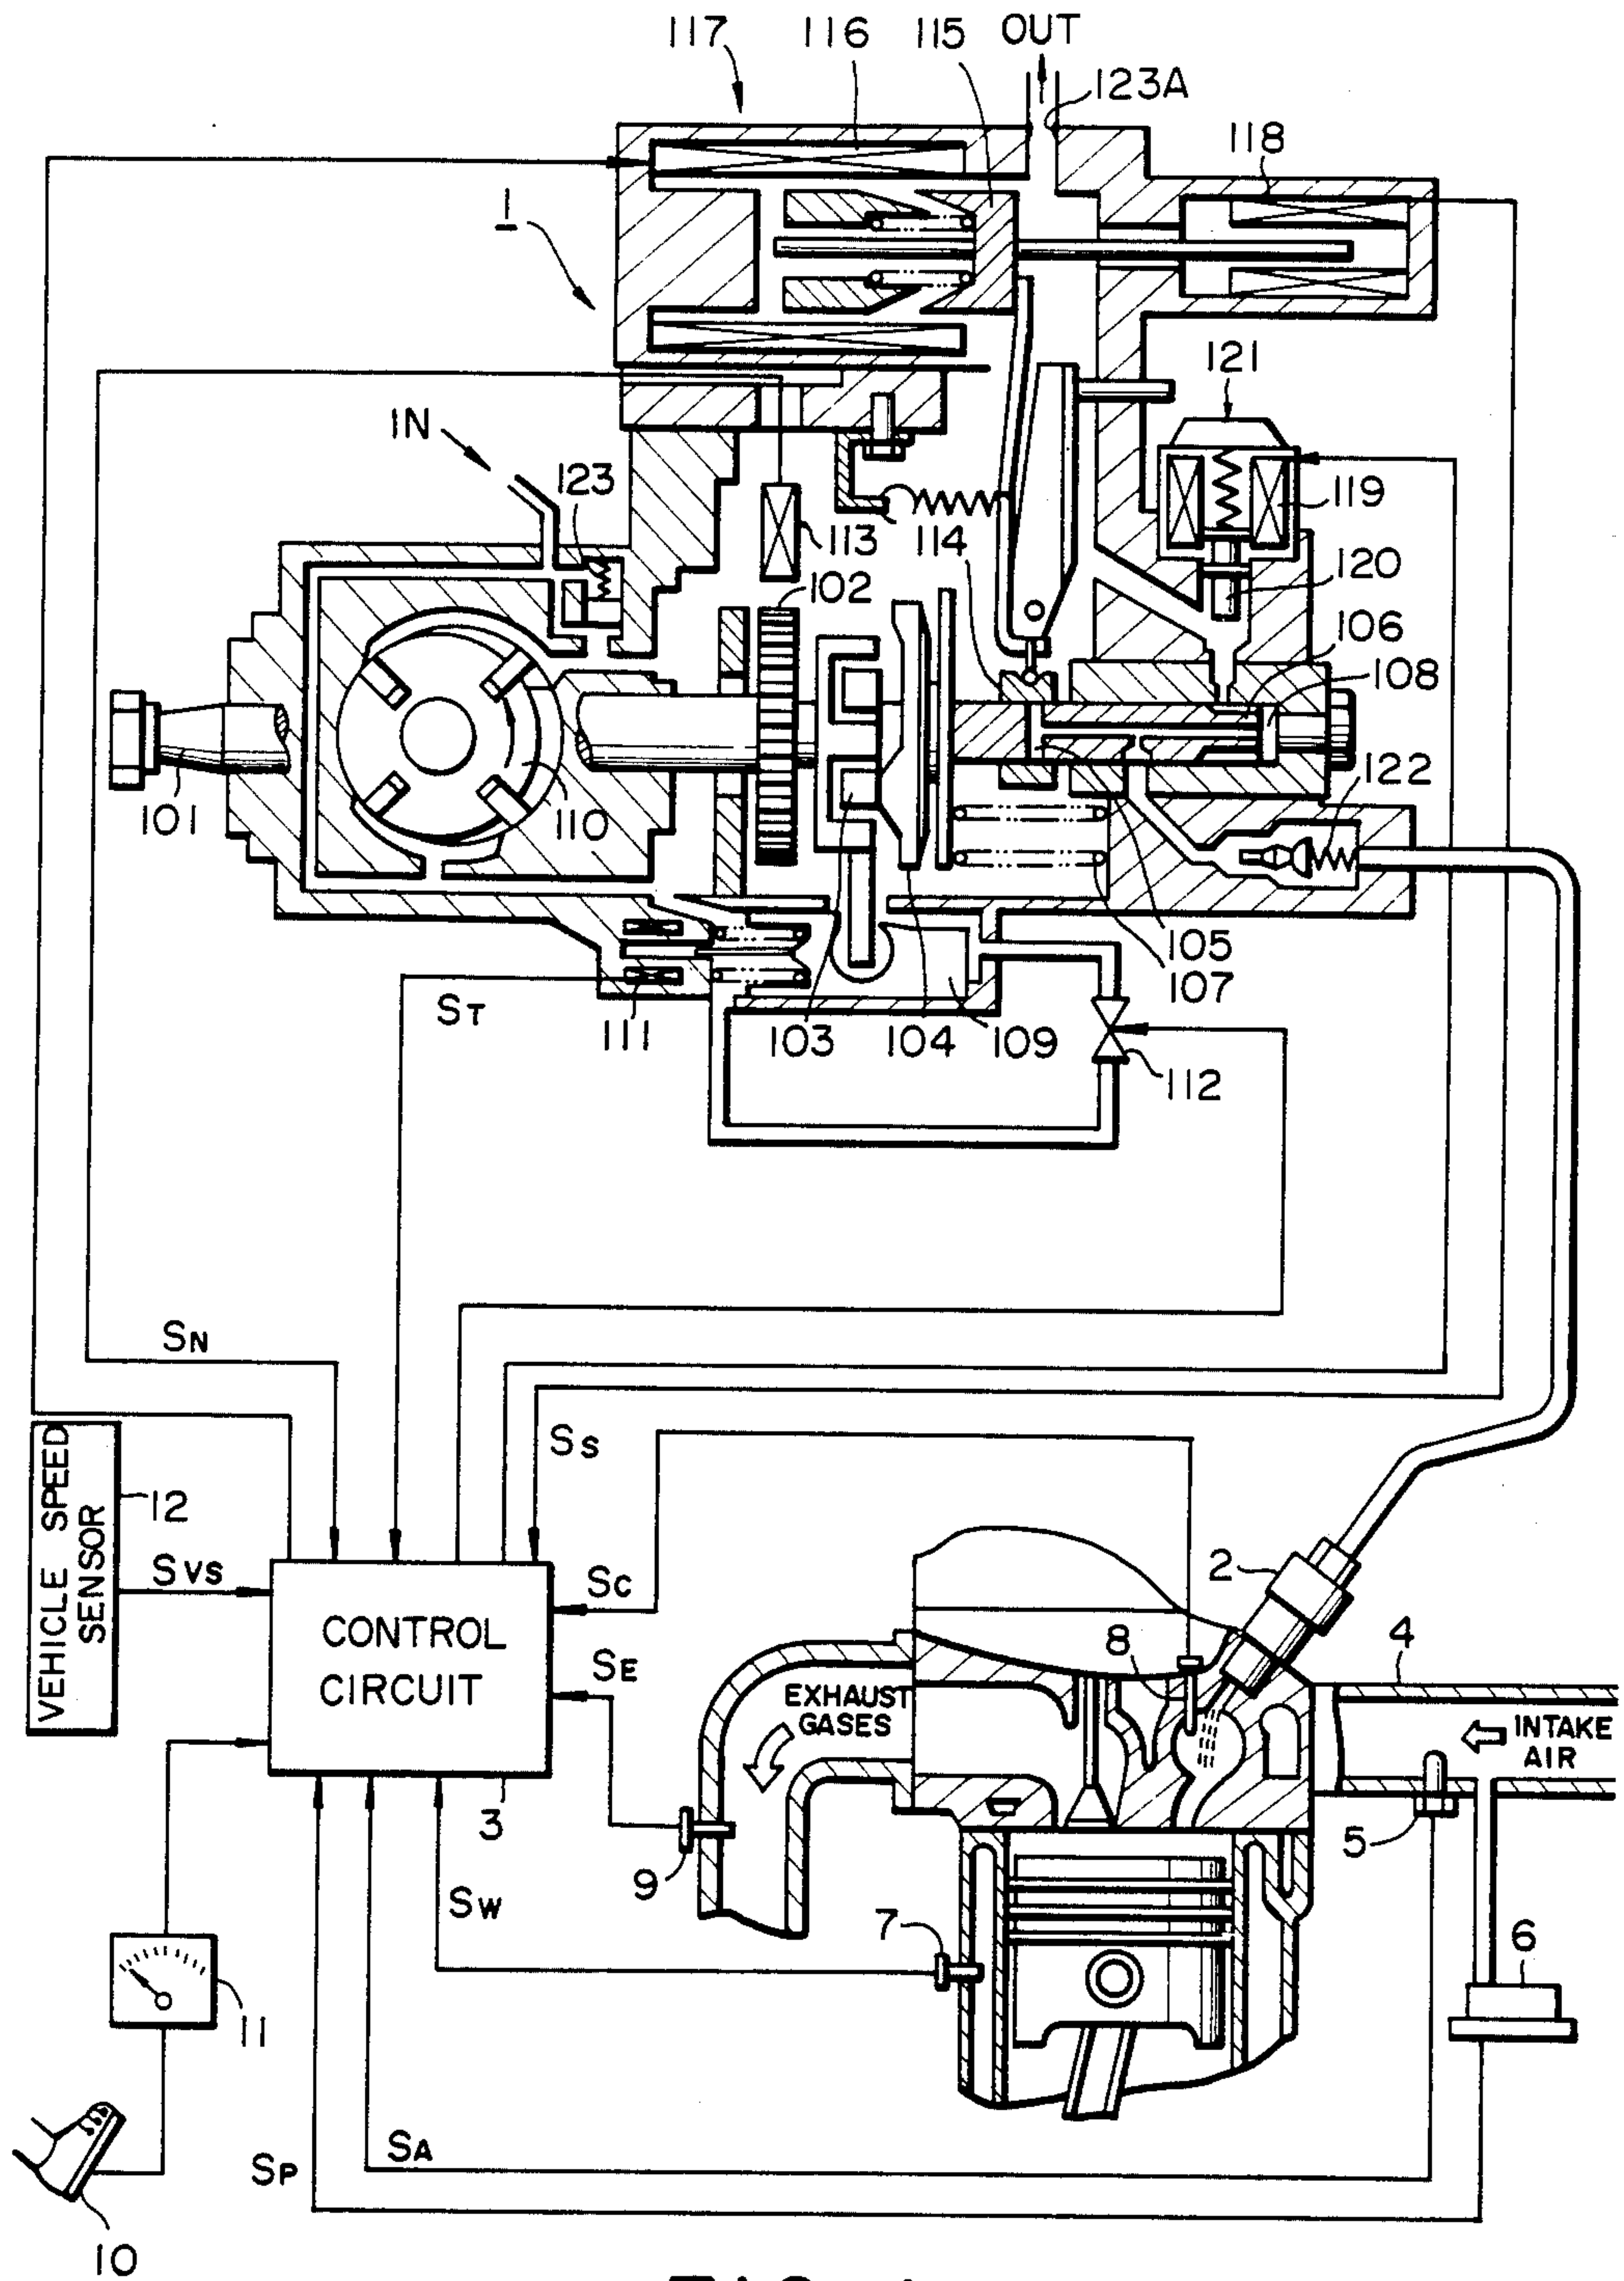 117 116 115 OUT
123A
118
1
121
IN
123
119
113 114
120
102
106
108
122
101
110
105
107
ST
111 103 104 109
112
SN
SS
VEHICLE SPEED
SENSOR
12
SVS
SC
2
CONTROL
CIRCUIT
SE
8
4
EXHAUST
GASES
INTAKE
AIR
3
5
9
SW
7
6
11
SA
SP
10